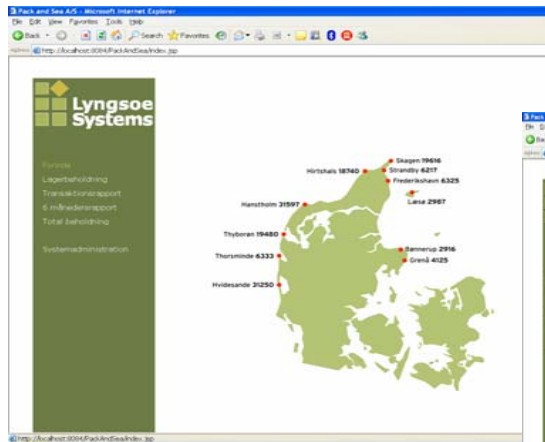 Pack and Sea A/S - Microsoft Internet Explorer
File Edit View Favorites Tools Help
Back Search Favorites
Address http://localhost:8084/PackAndSea/index.jsp
Lyngsoe
Systems
Forside
Lagerbeholdning
Transaktionsrapport
6 månedersrapport
Total beholdning
Systemadministration
Skagen 19616
Hirtshals 18740
Strandby 6217
Frederikshavn 6325
Læsø 2987
Hanstholm 31597
Thyborøn 19480
Thorsminde 6333
Hvidesande 31250
Bønnerup 2916
Grenå 4125
http://localhost:8084/PackAndSea/index.jsp